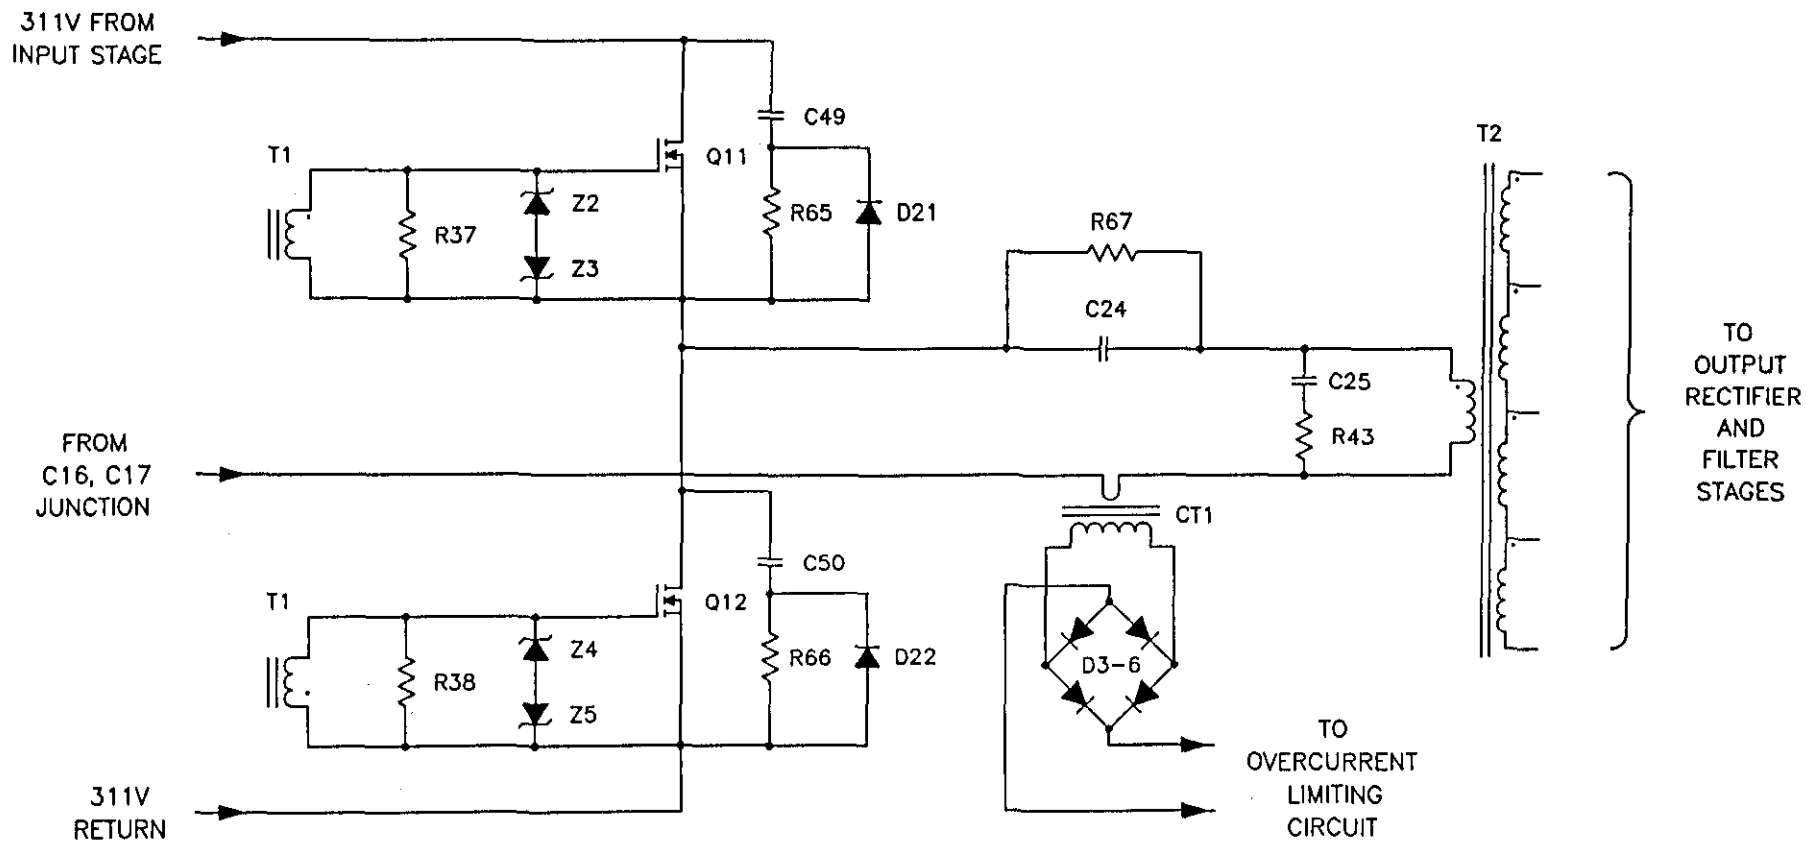 311V FROM
INPUT STAGE
C49
T2
T1
Q11
Z2
R65
D21
R37
R67
Z3
C24
TO
OUTPUT
RECTIFIER
AND
FILTER
STAGES
C25
R43
FROM
C16, C17
JUNCTION
CT1
C50
T1
Q12
Z4
R66
D22
D3-6
R38
Z5
TO
OVERCURRENT
LIMITING
CIRCUIT
311V
RETURN